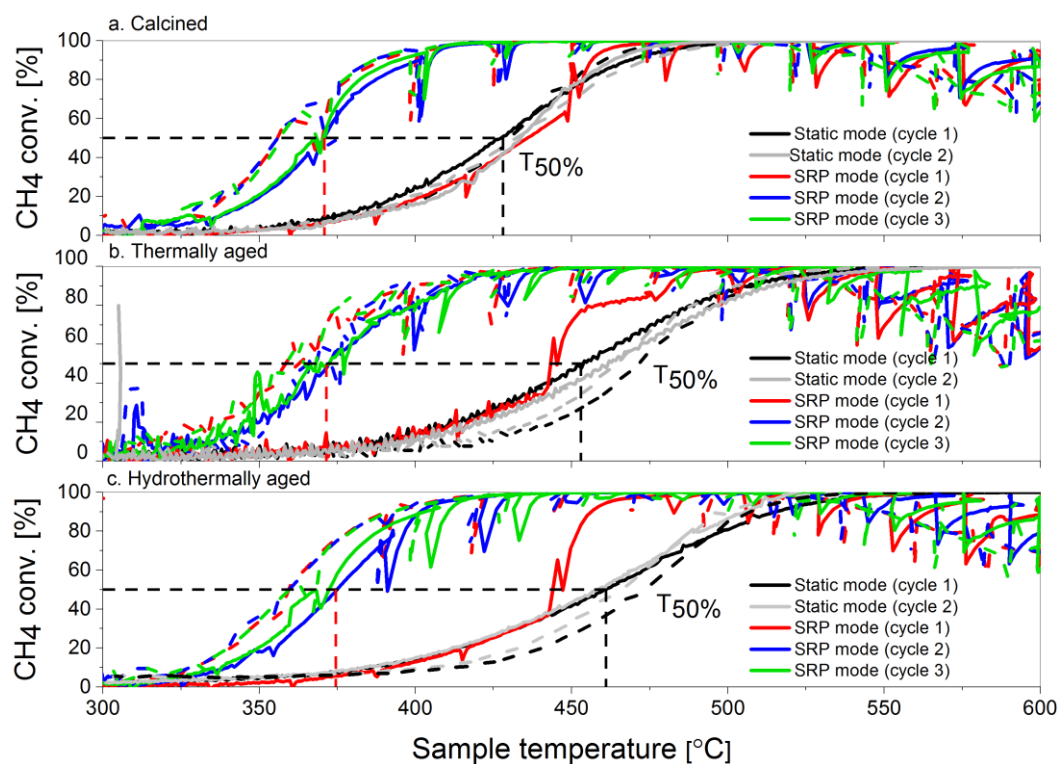 a. Calcined
CH4 conv. [%]
100
80
60
40
20
0
T50%
Static mode (cycle 1)
Static mode (cycle 2)
SRP mode (cycle 1)
SRP mode (cycle 2)
SRP mode (cycle 3)
b. Thermally aged
CH4 conv. [%]
100
80
60
40
20
0
T50%
Static mode (cycle 1)
Static mode (cycle 2)
SRP mode (cycle 1)
SRP mode (cycle 2)
SRP mode (cycle 3)
c. Hydrothermally aged
CH4 conv. [%]
100
80
60
40
20
0
T50%
Static mode (cycle 1)
Static mode (cycle 2)
SRP mode (cycle 1)
SRP mode (cycle 2)
SRP mode (cycle 3)
300 350 400 450 500 550 600
Sample temperature [°C]